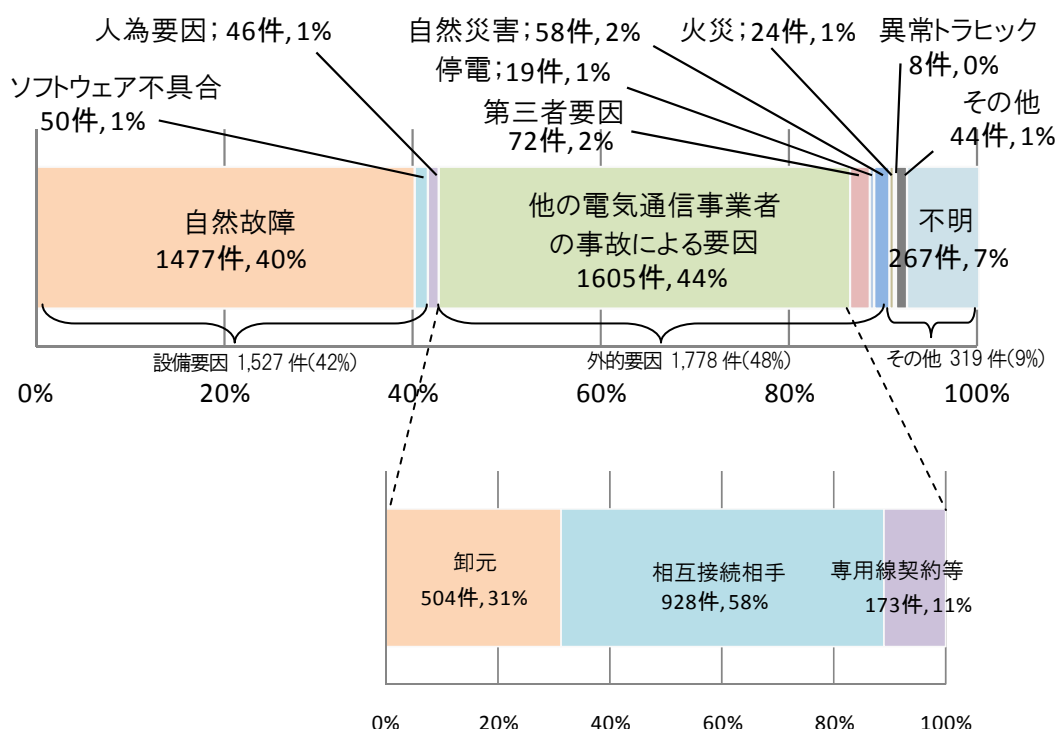 人為要因；46件, 1%
自然災害；58件, 2%
火災；24件, 1%
異常トラヒック
8件, 0%
停電；19件, 1%
ソフトウェア不具合
50件, 1%
第三者要因
72件, 2%
その他
44件, 1%
自然故障
1477件, 40%
他の電気通信事業者
の事故による要因
1605件, 44%
不明
267件, 7%
設備要因 1,527 件(42%)
外的要因 1,778 件(48%)
その他 319 件(9%)
0%
20%
40%
60%
80%
100%
卸元
504件, 31%
相互接続相手
928件, 58%
専用線契約等
173件, 11%
0%
20%
40%
60%
80%
100%